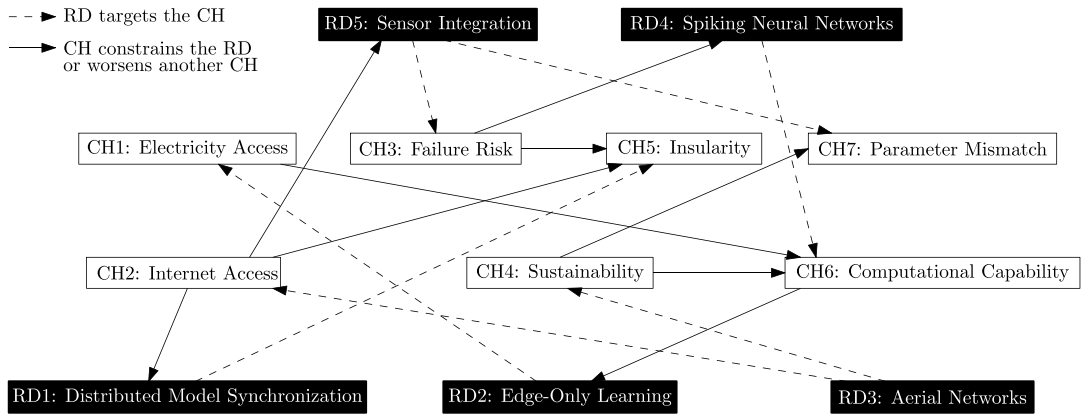 RD targets the CH
CH constrains the RD
or worsens another CH
RD5: Sensor Integration
RD4: Spiking Neural Networks
CH1: Electricity Access
CH3: Failure Risk
CH5: Insularity
CH7: Parameter Mismatch
CH2: Internet Access
CH4: Sustainability
CH6: Computational Capability
RD1: Distributed Model Synchronization
RD2: Edge-Only Learning
RD3: Aerial Networks